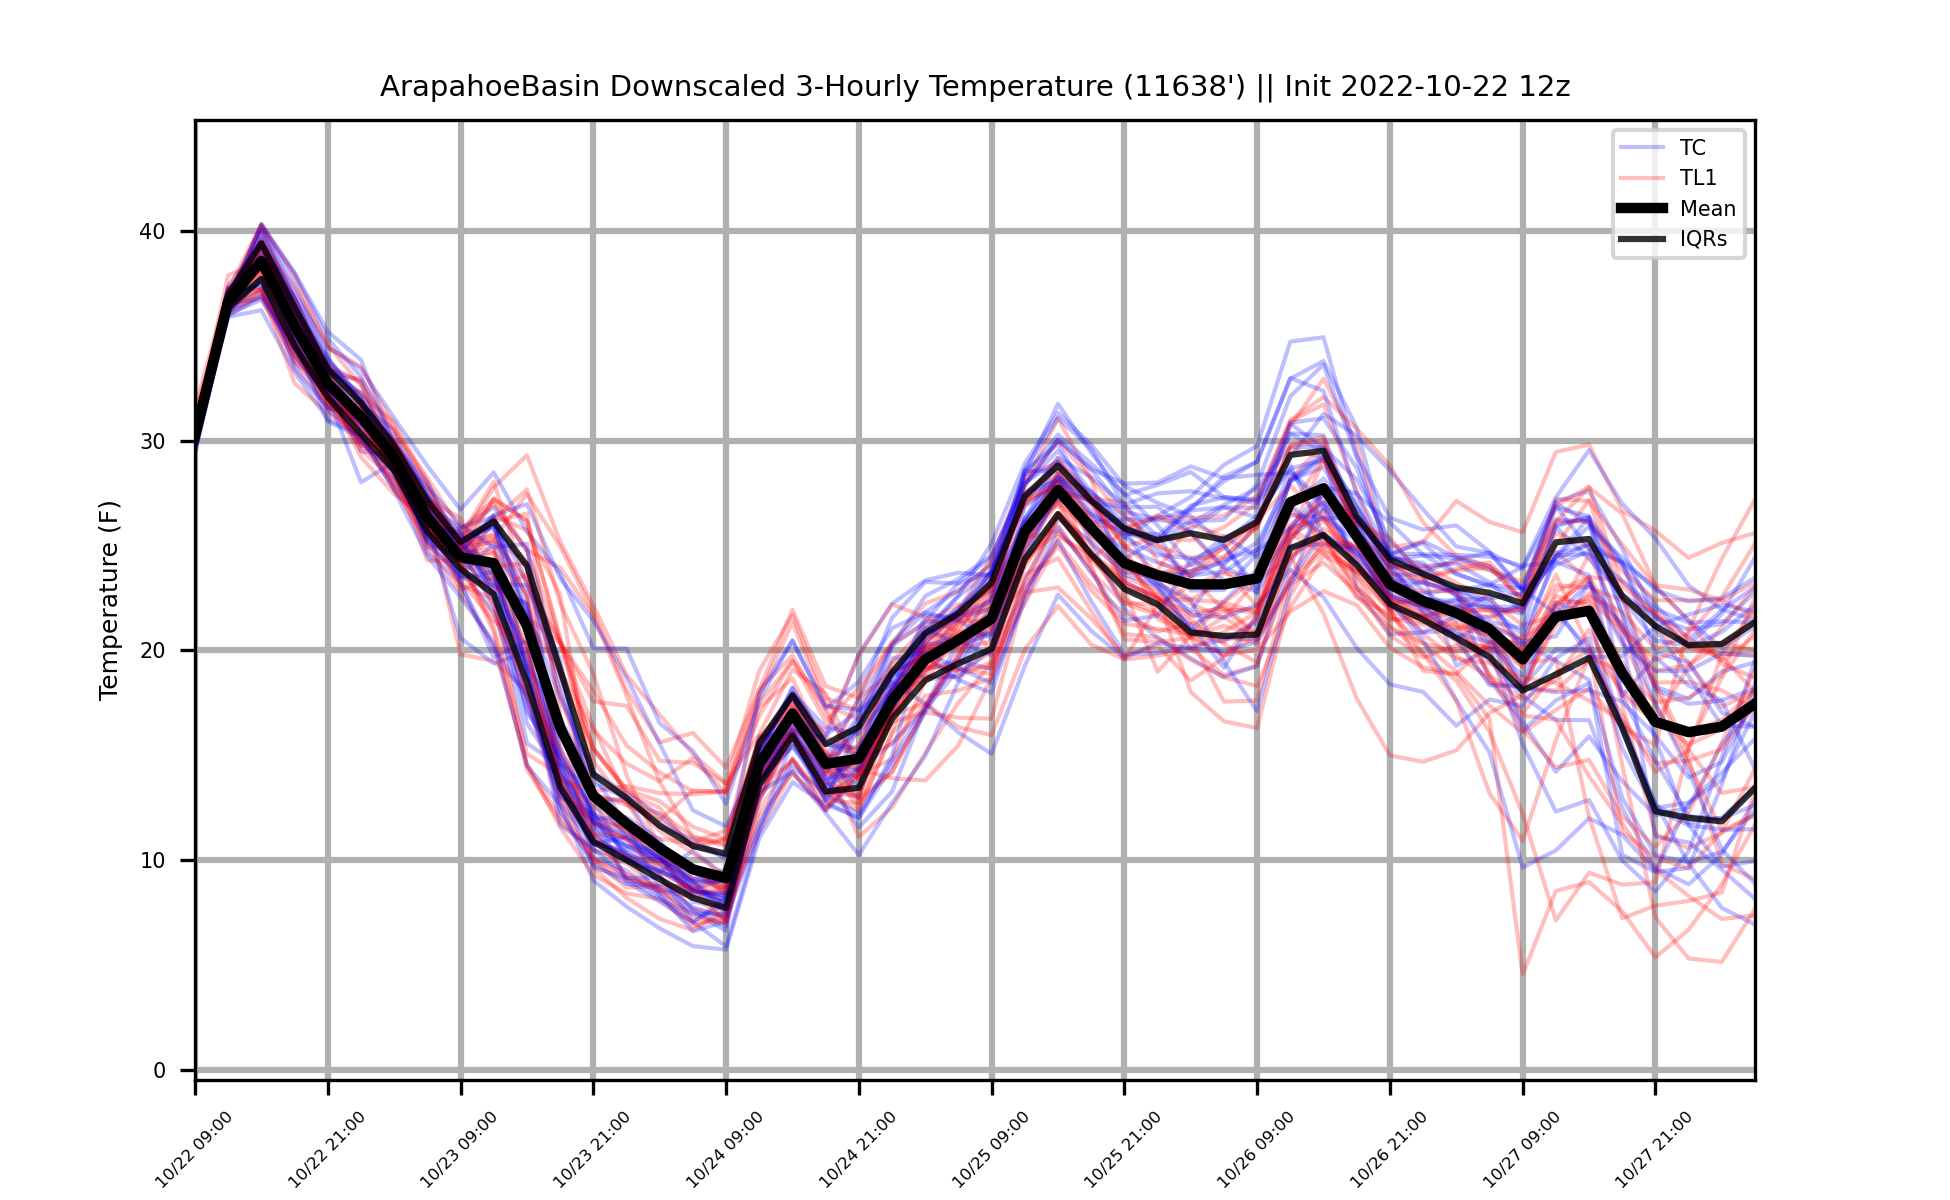 ArapahoeBasin Downscaled 3-Hourly Temperature (11638') || Init 2022-10-22 12z
TC
TL1
Mean
IQRs
Temperature (F)
40
30
20
10
0
10/22 09:00
10/22 21:00
10/23 09:00
10/23 21:00
10/24 09:00
10/24 21:00
10/25 09:00
10/25 21:00
10/26 09:00
10/26 21:00
10/27 09:00
10/27 21:00